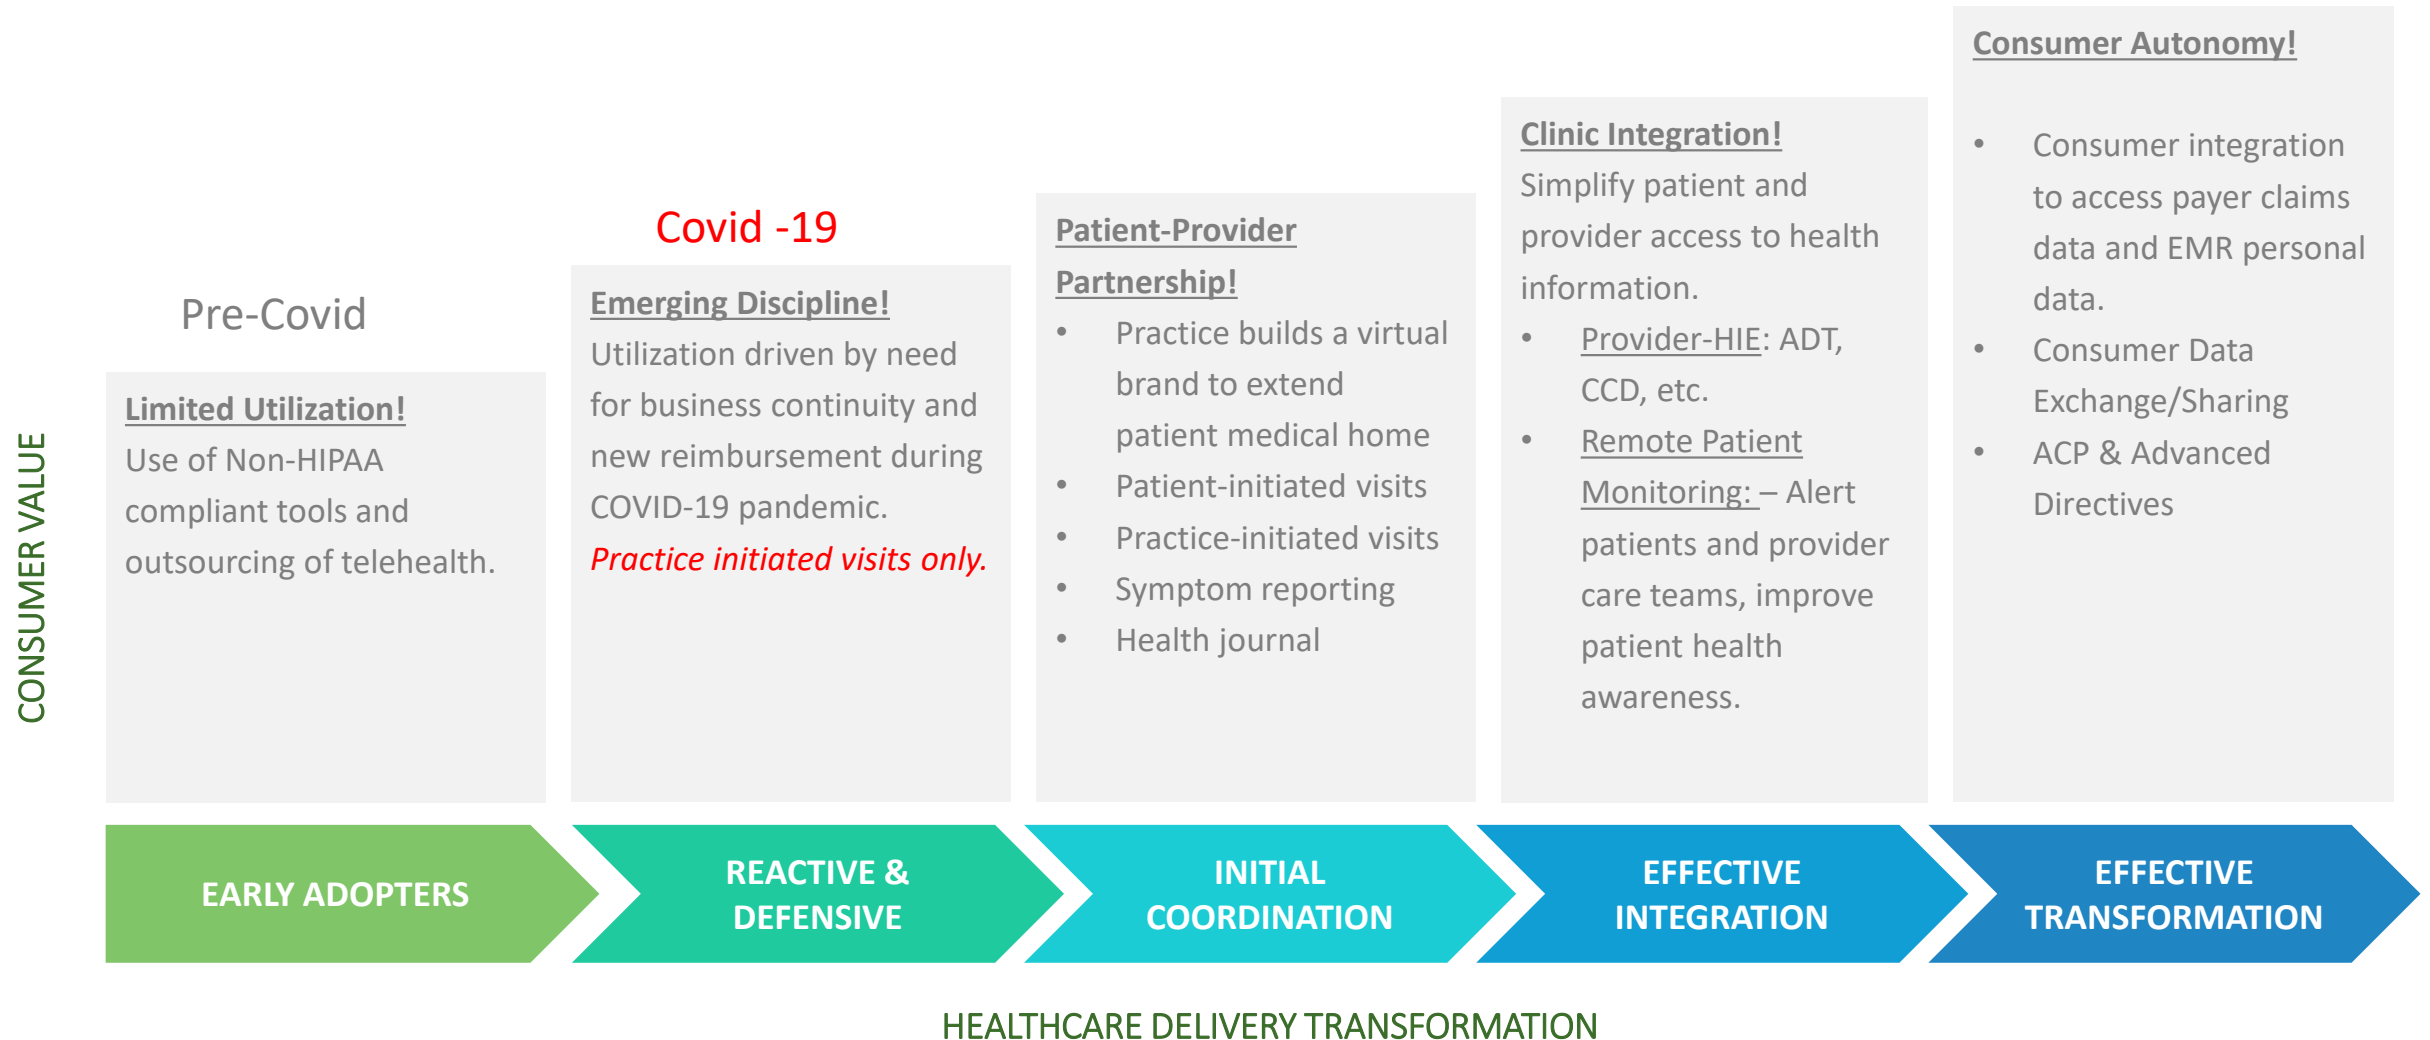 CONSUMER VALUE
Pre-Covid
Limited Utilization!
Use of Non-HIPAA
compliant tools and
outsourcing of telehealth.
Covid -19
Emerging Discipline!
Utilization driven by need
for business continuity and
new reimbursement during
COVID-19 pandemic.
Practice initiated visits only.
Patient-Provider
Partnership!
• Practice builds a virtual
brand to extend
patient medical home
• Patient-initiated visits
• Practice-initiated visits
• Symptom reporting
• Health journal
Clinic Integration!
Simplify patient and
provider access to health
information.
• Provider-HIE: ADT,
CCD, etc.
• Remote Patient
Monitoring: – Alert
patients and provider
care teams, improve
patient health
awareness.
Consumer Autonomy!
• Consumer integration
to access payer claims
data and EMR personal
data.
• Consumer Data
Exchange/Sharing
• ACP & Advanced
Directives
EARLY ADOPTERS
REACTIVE &
DEFENSIVE
INITIAL
COORDINATION
EFFECTIVE
INTEGRATION
EFFECTIVE
TRANSFORMATION
HEALTHCARE DELIVERY TRANSFORMATION